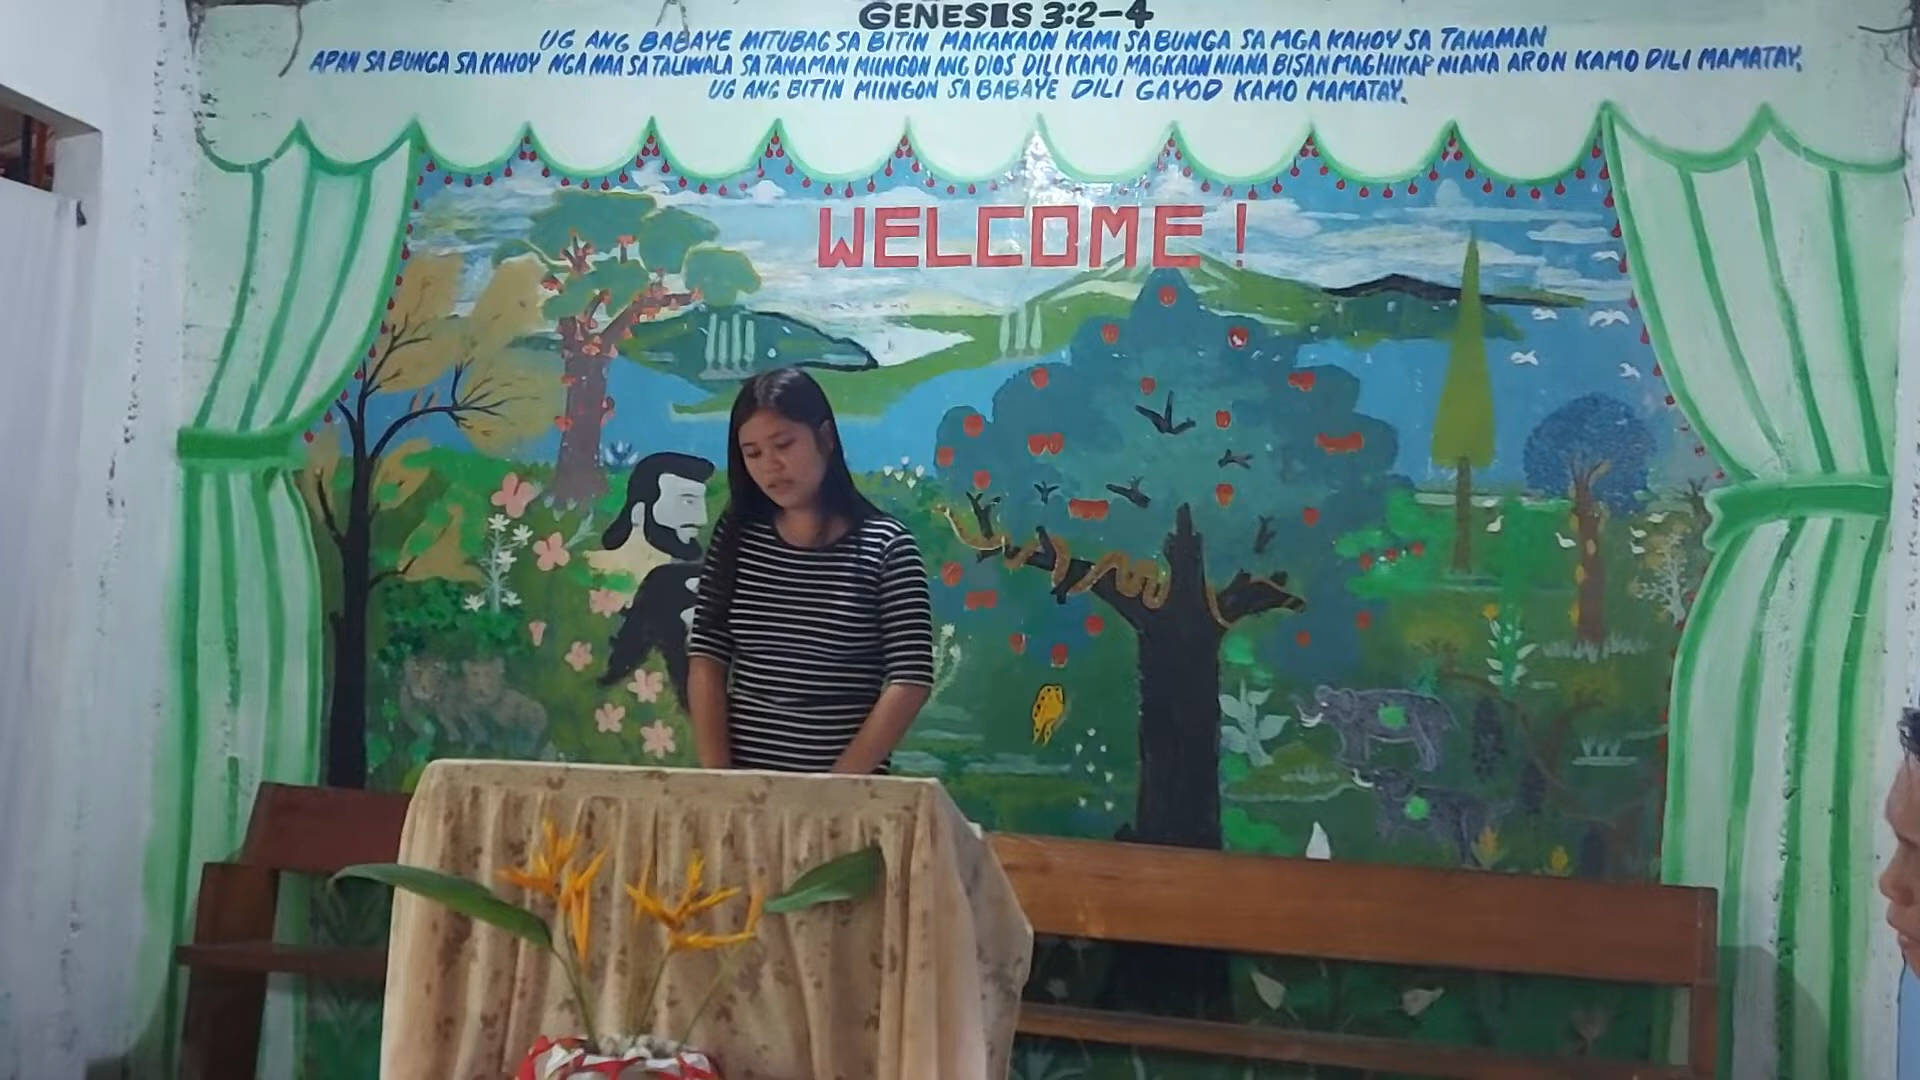 GENESIS 3:2-4
UG ANG BABAYE MITUBAG SA BITIN MAKAKAON KAMI SA BUNGA SA MGA KAHOY SA TANAMAN
APAN SA BUNGA SA KAHOY NGA NAA SA TALIWALA SA TANAMAN MIINGON ANG DIOS DILI KAMO MAGKAON NIANA BISAN MAGHIKAP NIANA ARON KAMO DILI MAMATAY.
UG ANG BITIN MIINGON SA BABAYE DILI GAYOD KAMO MAMATAY.
WELCOME!